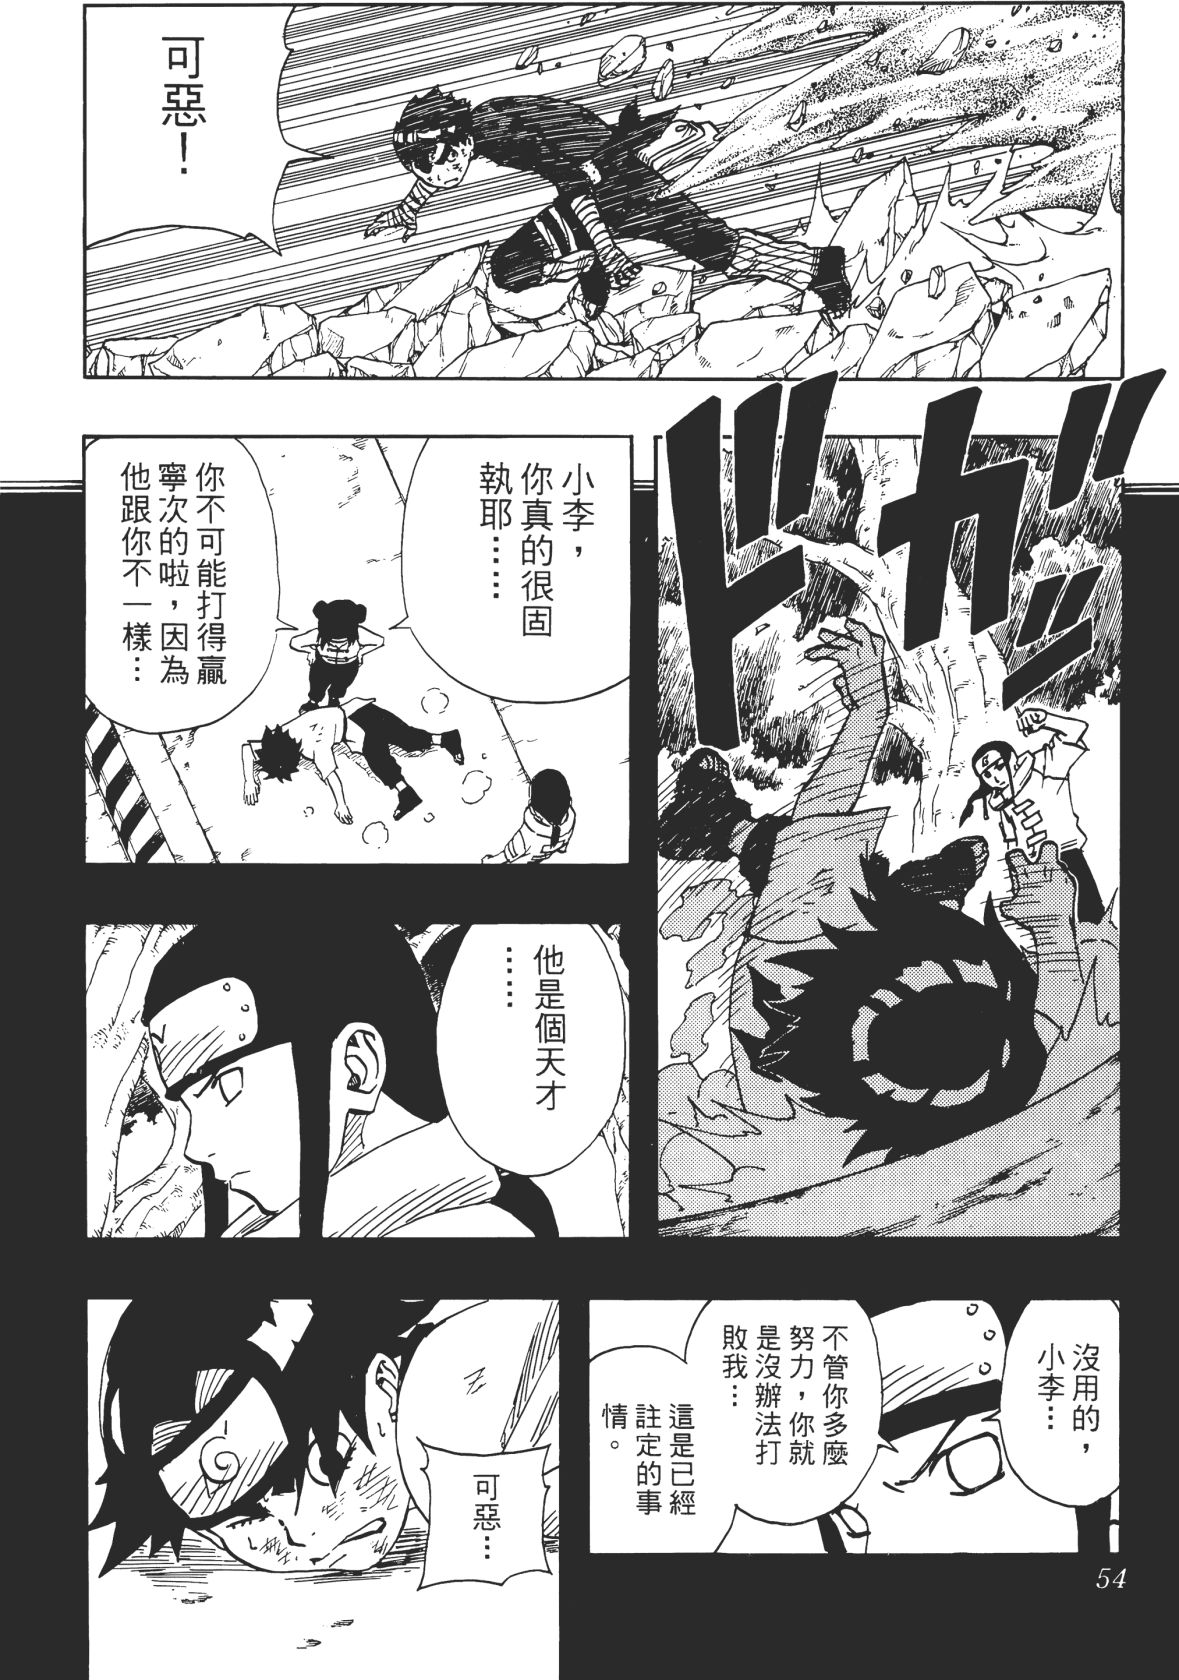 可惡！
ドガッ
小李，
你真的很固
執耶……
你不可能打得贏
寧次的啦，因為
他跟你不一樣…
他是個天才
……
沒用的，
小李…
不管你多麼
努力，你就
是沒辦法打
敗我…
這是已經
註定的事
情。
可惡…
54